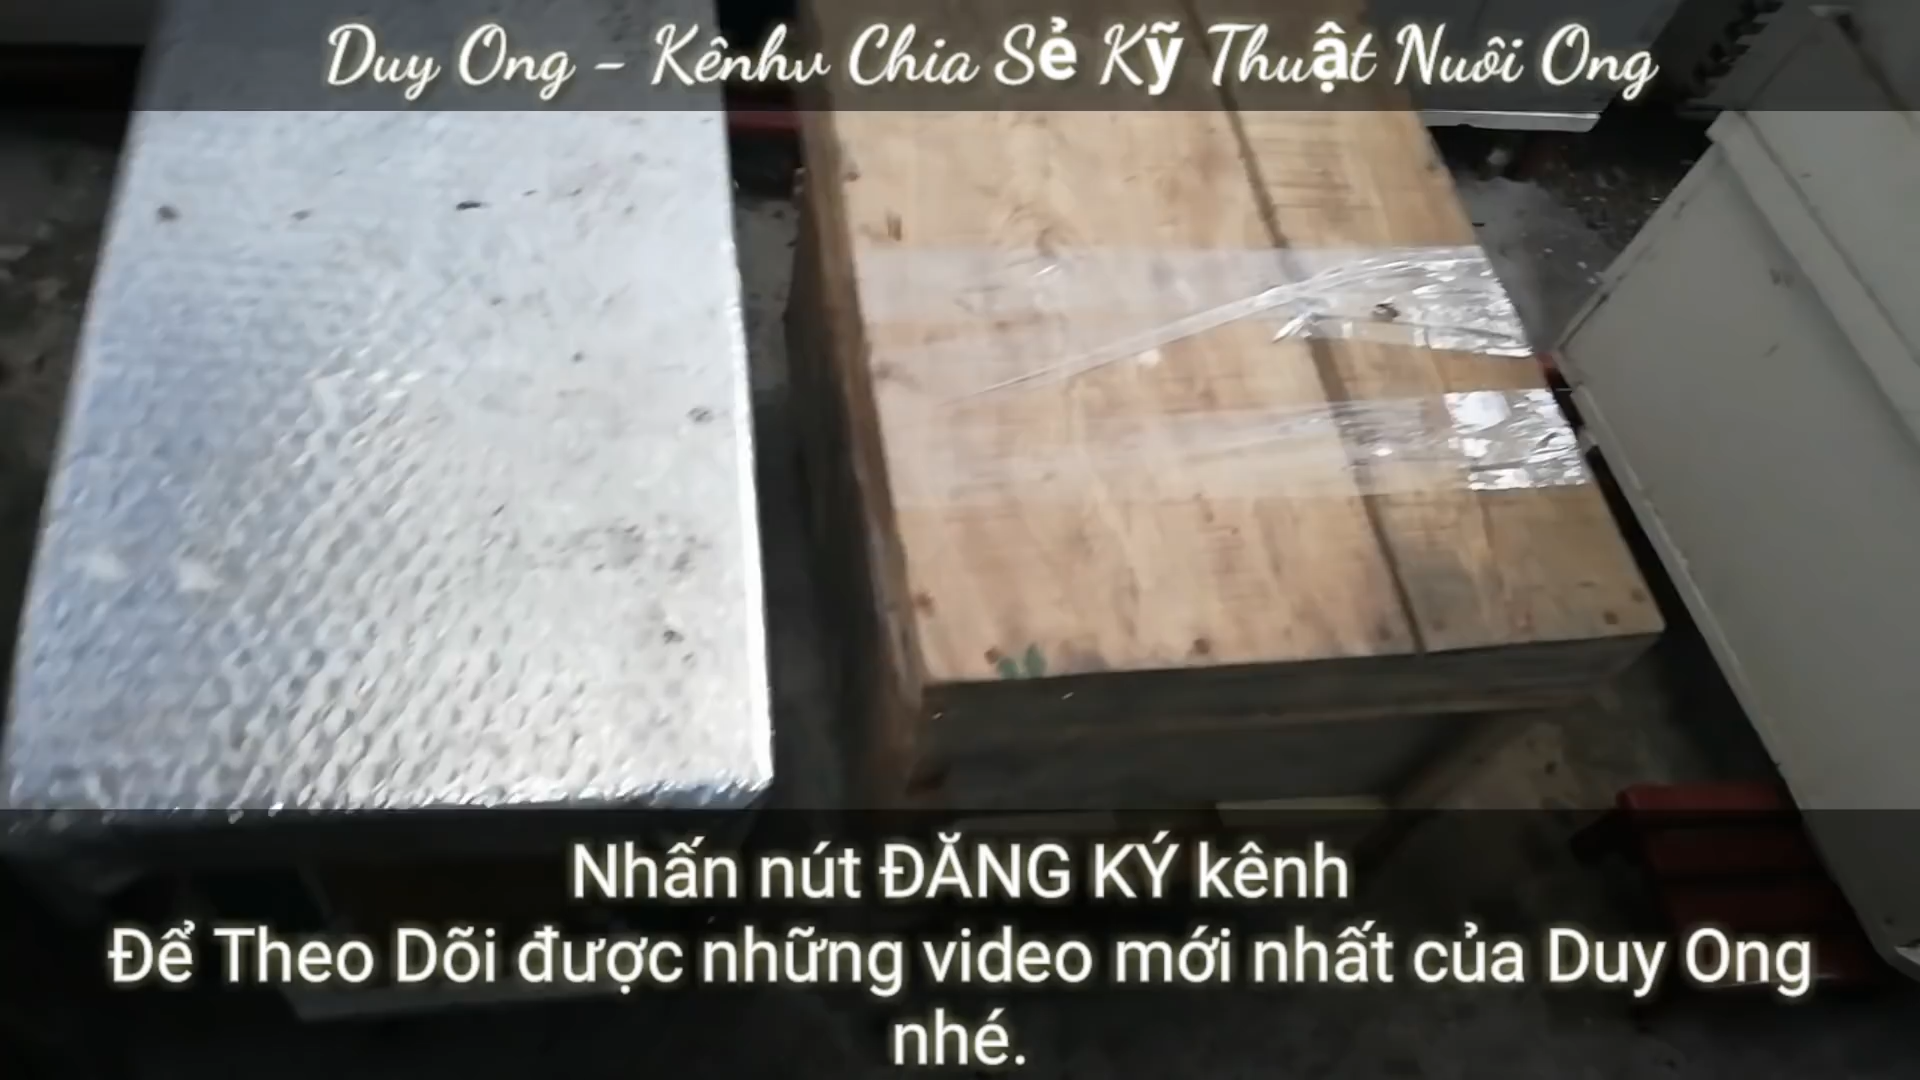 Duy Ong - Kênhv Chia Sẻ Kỹ Thuật Nuôi Ong
Nhấn nút ĐĂNG KÝ kênh
Để Theo Dõi được những video mới nhất của Duy Ong
nhé.